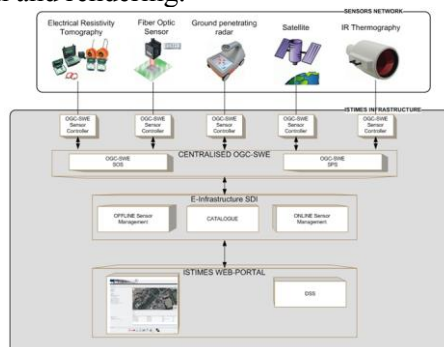 and rendering.
SENSORS NETWORK
Electrical Resistivity
Tomography
Fiber Optic
Sensor
Ground penetrating
radar
Satellite
IR Thermography
ISTIMES INFRASTRUCTURE
OGC-SWE
Sensor
Controller
OGC-SWE
Sensor
Controller
OGC-SWE
Sensor
Controller
OGC-SWE
Sensor
Controller
OGC-SWE
Sensor
Controller
CENTRALISED OGC-SWE
OGC-SWE
SOS
OGC-SWE
SPS
E-Infrastructure SDI
OFFLINE Sensor
Management
CATALOGUE
ONLINE Sensor
Management
ISTIMES WEB-PORTAL
DSS